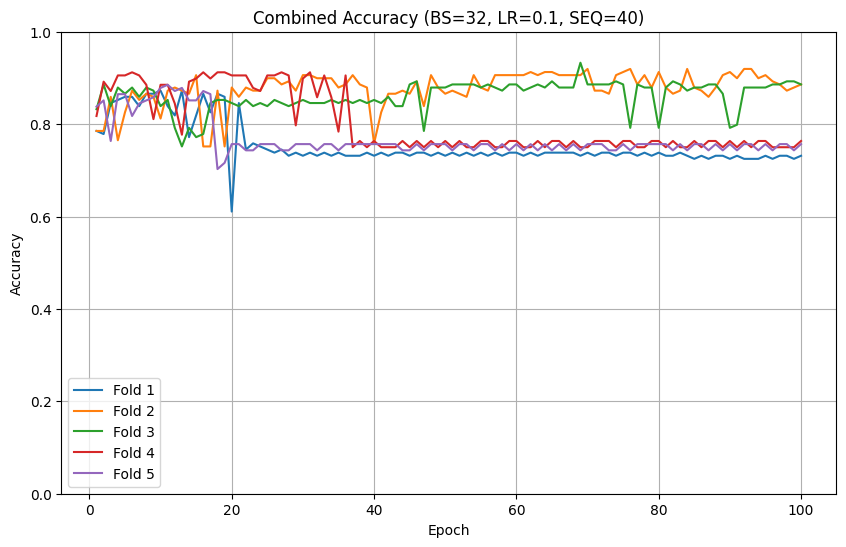 Combined Accuracy (BS=32, LR=0.1, SEQ=40)
1.0
0.8
0.6
0.4
0.2
0.0
Accuracy
Fold 1
Fold 2
Fold 3
Fold 4
Fold 5
0 20 40 60 80 100
Epoch